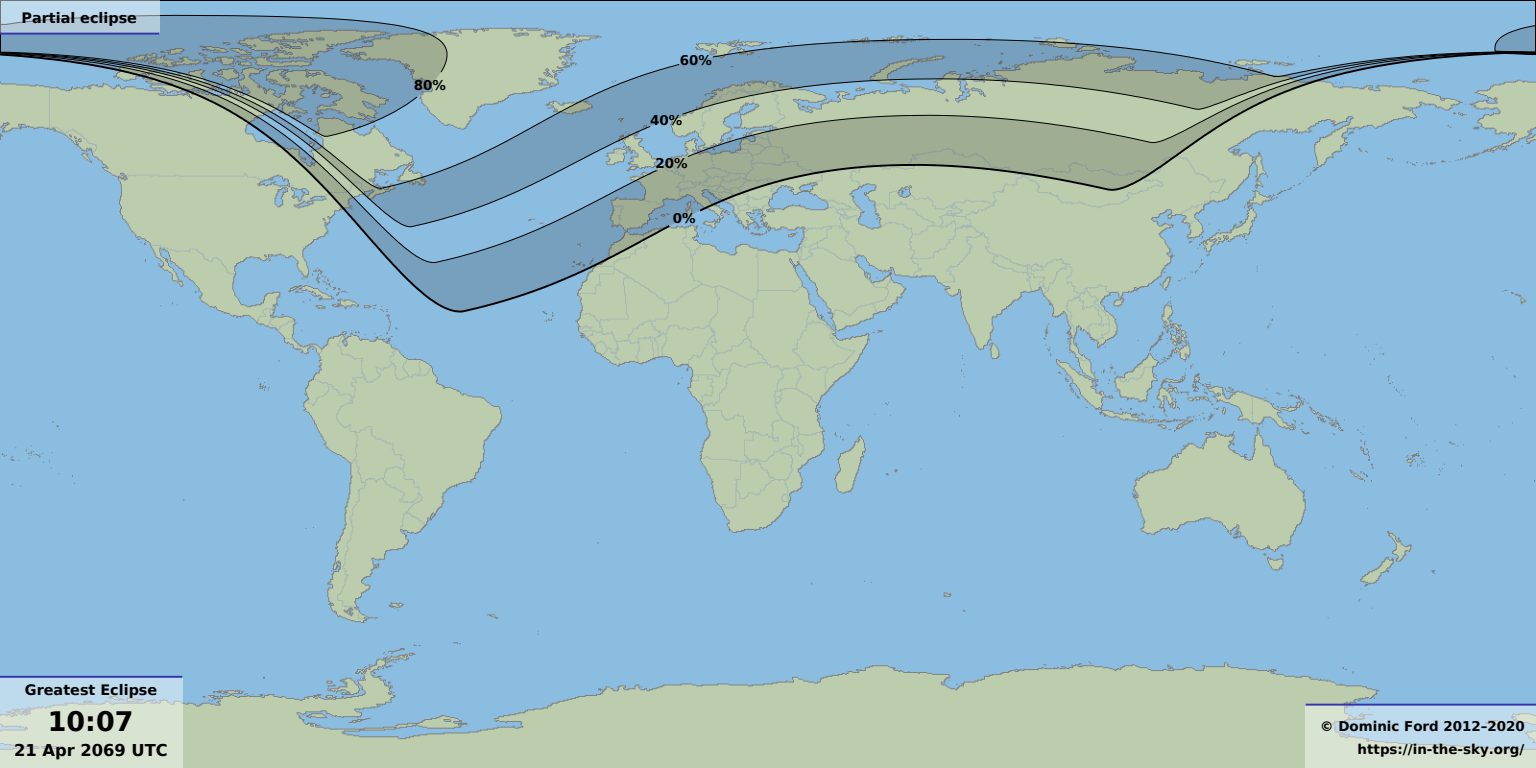 Partial eclipse
60%
80%
40%
20%
0%
Greatest Eclipse
10:07
21 Apr 2069 UTC
© Dominic Ford 2012–2020
https://in-the-sky.org/